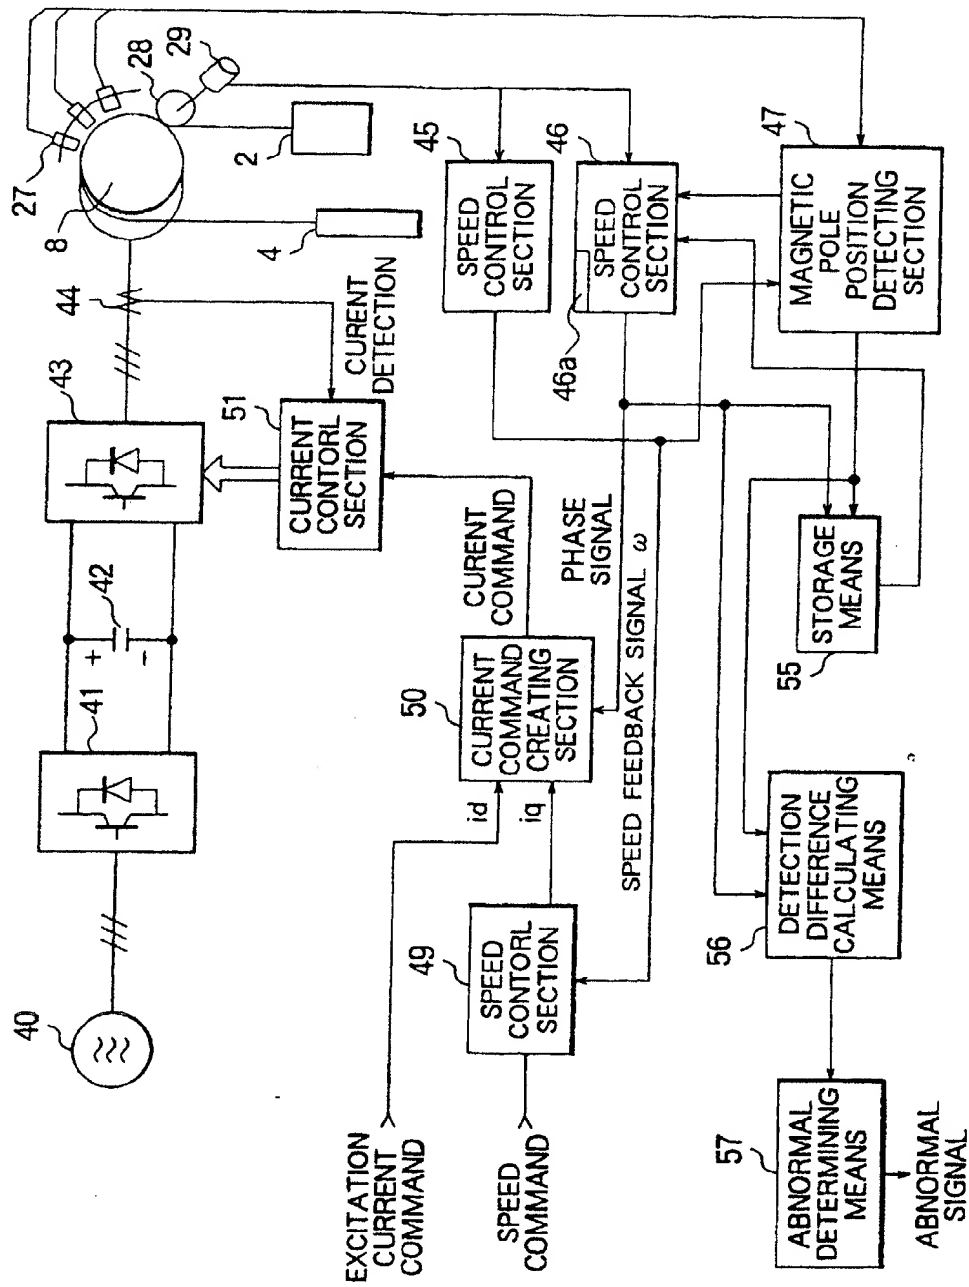 40
41
42
+
−
43
44
8
27
28
29
2
4
CURENT
DETECTION
51
CURRENT
CONTORL
SECTION
45
SPEED
CONTROL
SECTION
46
46a
SPEED
CONTROL
SECTION
47
MAGNETIC
POLE
POSITION
DETECTING
SECTION
EXCITATION
CURRENT
COMMAND
SPEED
COMMAND
49
SPEED
CONTORL
SECTION
id
iq
50
CURRENT
COMMAND
CREATING
SECTION
CURENT
COMMAND
PHASE
SIGNAL
SPEED FEEDBACK SIGNAL ω
55
STORAGE
MEANS
56
DETECTION
DIFFERENCE
CALCULATING
MEANS
57
ABNORMAL
DETERMINING
MEANS
ABNORMAL
SIGNAL